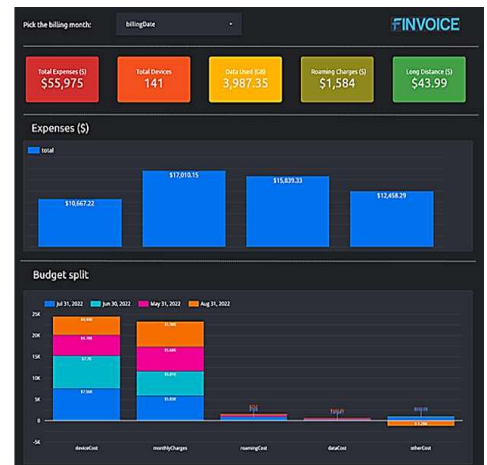 Pick the billing month:
billingDate
FINVOICE
Total Expenses ($)
$55,975
Total Devices
141
Data Used (GB)
3,987.35
Roaming Charges ($)
$1,584
Long Distance ($)
$43.99
Expenses ($)
total
$10,667.22
$17,010.15
$15,839.33
$12,458.29
Budget split
Jul 31, 2022
Jun 30, 2022
May 31, 2022
Aug 31, 2022
25K
20K
15K
10K
5K
0
-5K
deviceCost
monthlyCharges
roamingCost
dataCost
otherCost